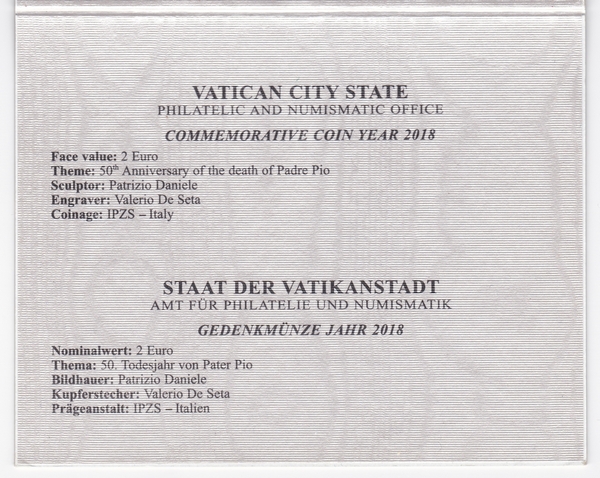 VATICAN CITY STATE
PHILATELIC AND NUMISMATIC OFFICE
COMMEMORATIVE COIN YEAR 2018
Face value: 2 Euro
Theme: 50th Anniversary of the death of Padre Pio
Sculptor: Patrizio Daniele
Engraver: Valerio De Seta
Coinage: IPZS – Italy
STAAT DER VATIKANSTADT
AMT FÜR PHILATELIE UND NUMISMATIK
GEDENKMÜNZE JAHR 2018
Nominalwert: 2 Euro
Thema: 50. Todesjahr von Pater Pio
Bildhauer: Patrizio Daniele
Kupferstecher: Valerio De Seta
Prägeanstalt: IPZS – Italien